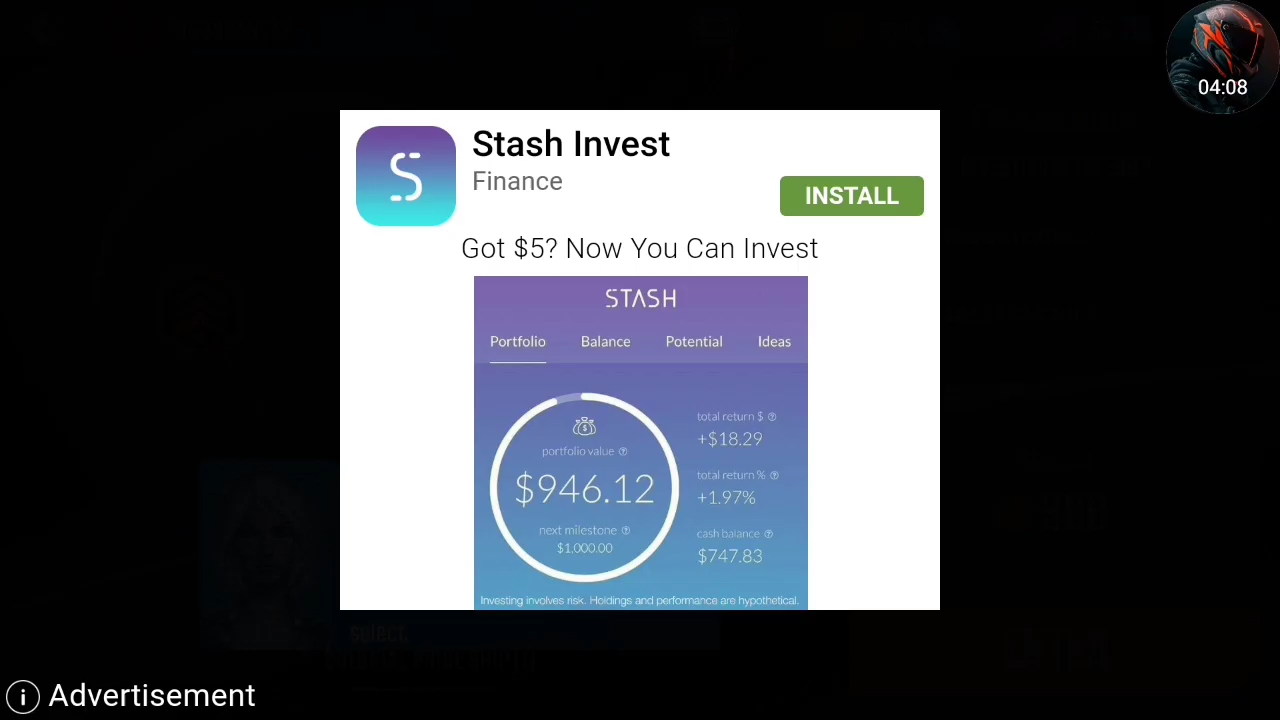 04:08
Stash Invest
Finance
INSTALL
Got $5? Now You Can Invest
STASH
Portfolio Balance Potential Ideas
total return $
+$18.29
portfolio value
total return %
$946.12
+1.97%
next milestone
cash balance
$1,000.00
$747.83
Investing involves risk. Holdings and performance are hypothetical.
select
Advertisement